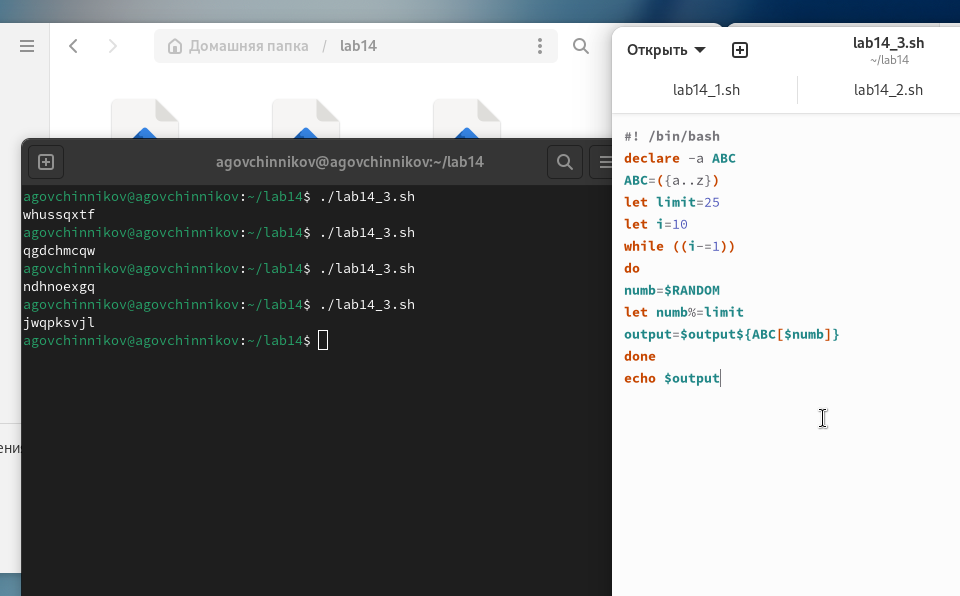 Домашняя папка / lab14
Открыть
lab14_3.sh
~/lab14
lab14_1.sh
lab14_2.sh
agovchinnikov@agovchinnikov:~/lab14
agovchinnikov@agovchinnikov:~/lab14$ ./lab14_3.sh
whussqxtf
agovchinnikov@agovchinnikov:~/lab14$ ./lab14_3.sh
qgdchmcqw
agovchinnikov@agovchinnikov:~/lab14$ ./lab14_3.sh
ndhnoexgq
agovchinnikov@agovchinnikov:~/lab14$ ./lab14_3.sh
jwqpksvjl
agovchinnikov@agovchinnikov:~/lab14$
#! /bin/bash
declare -a ABC
ABC=({a..z})
let limit=25
let i=10
while ((i-=1))
do
numb=$RANDOM
let numb%=limit
output=$output${ABC[$numb]}
done
echo $output